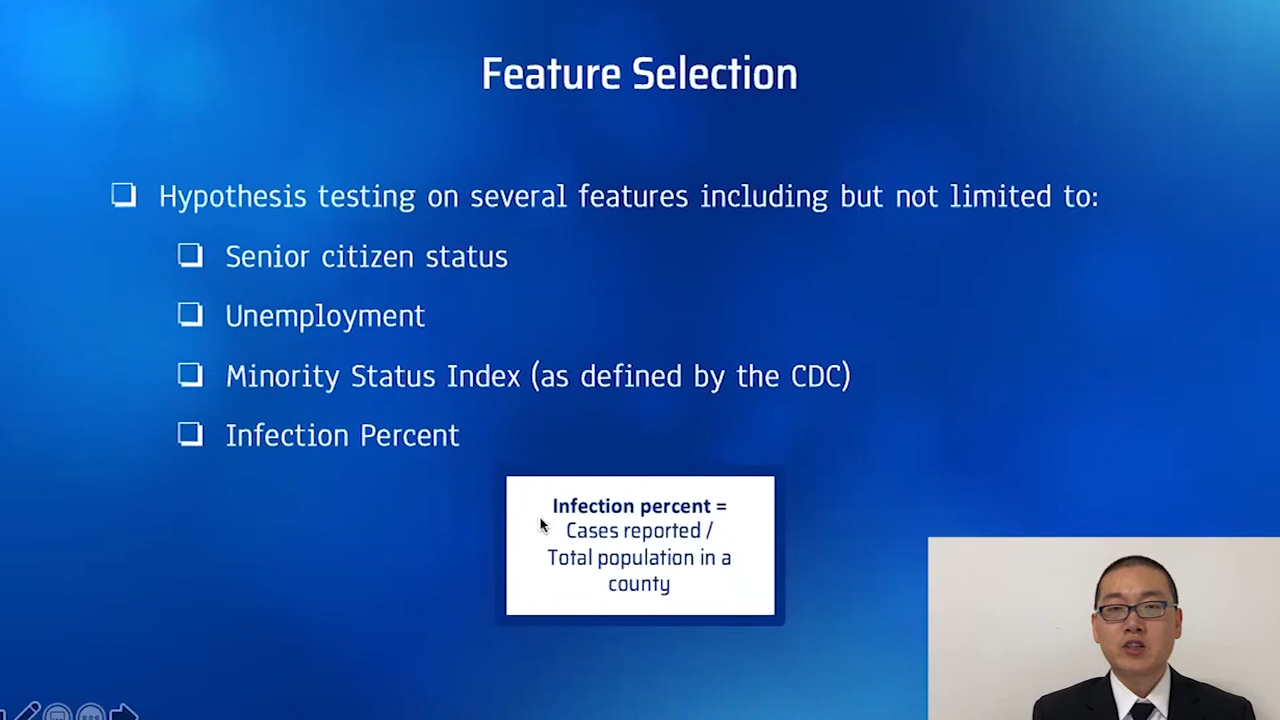 Feature Selection
Hypothesis testing on several features including but not limited to:
Senior citizen status
Unemployment
Minority Status Index (as defined by the CDC)
Infection Percent
Infection percent =
Cases reported /
Total population in a
county